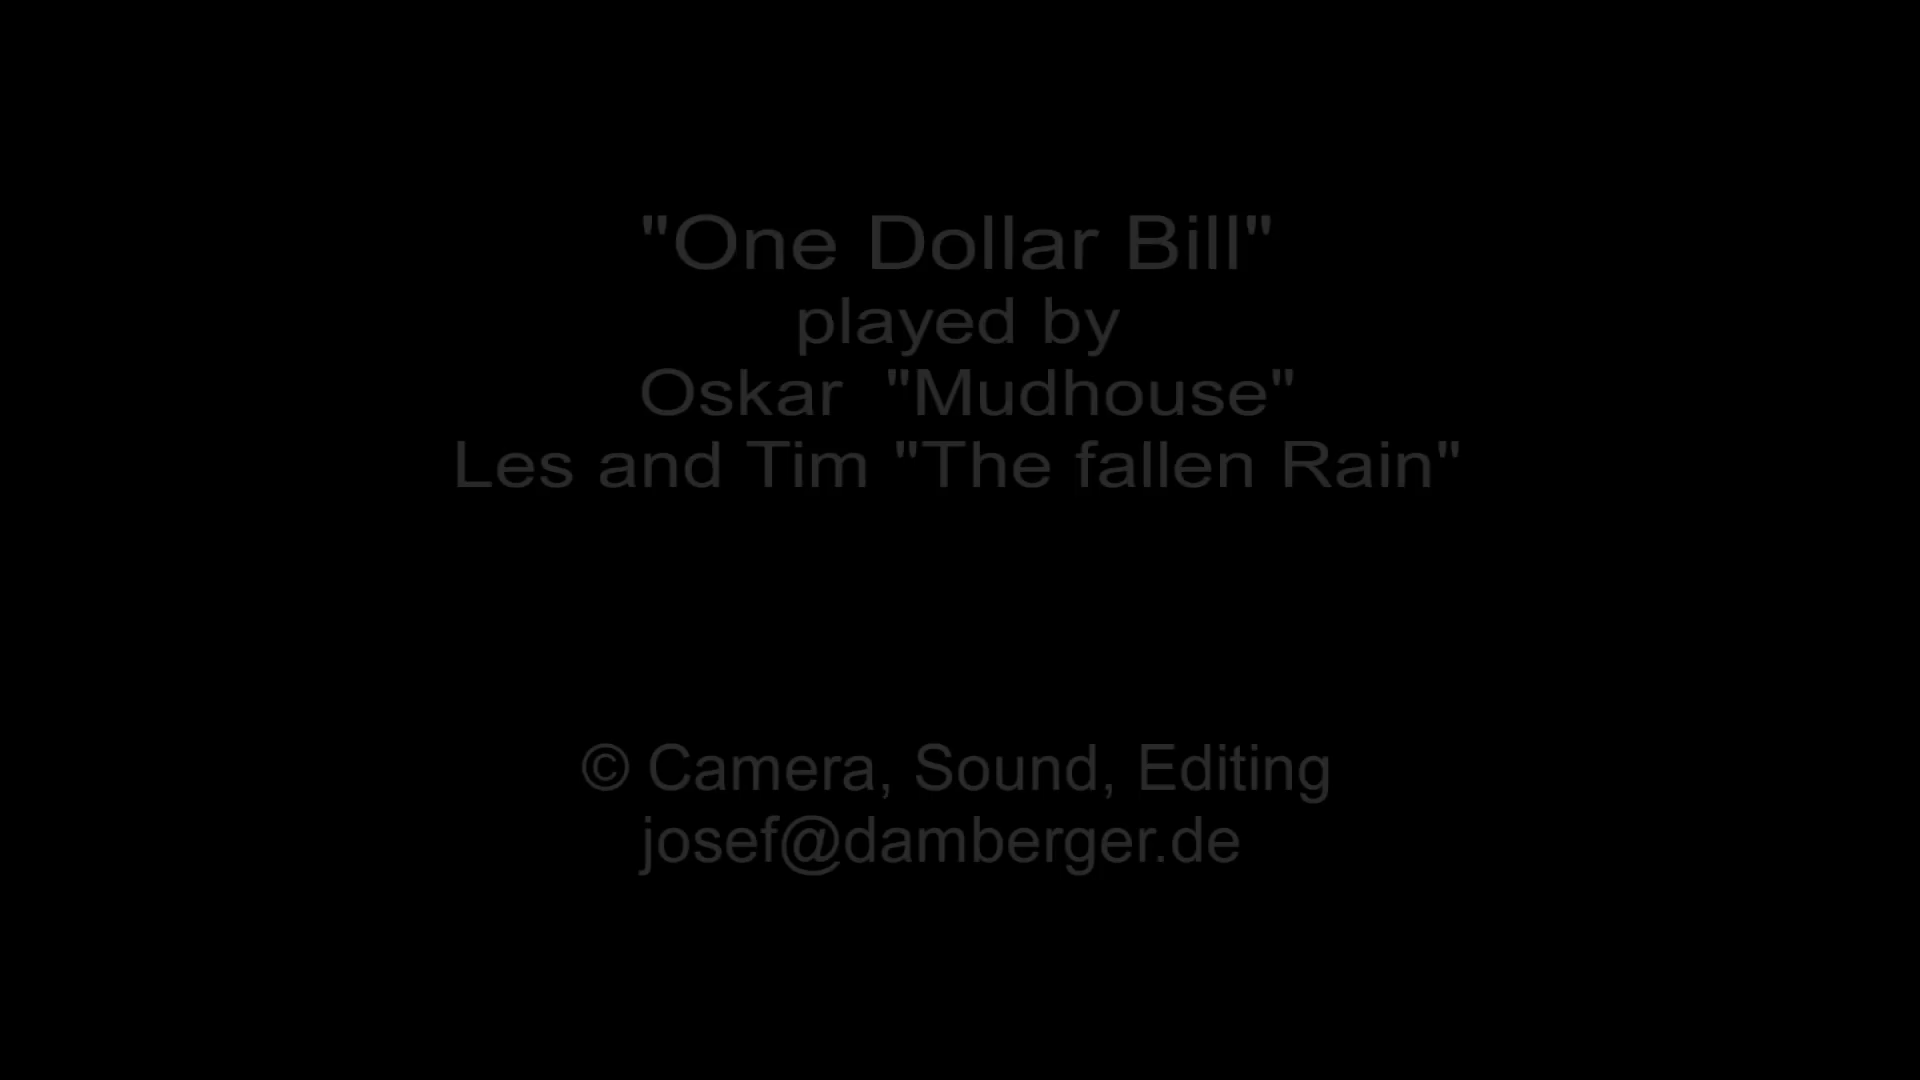 "One Dollar Bill"
played by
Oskar  "Mudhouse"
Les and Tim "The fallen Rain"
© Camera, Sound, Editing
josef@damberger.de